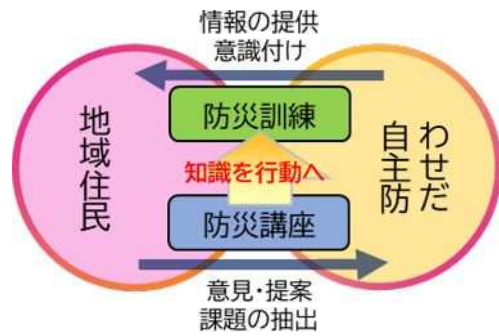 情報の提供
意識付け
防災訓練
地域住民
わせだ
自主防
知識を行動へ
防災講座
意見・提案
課題の抽出